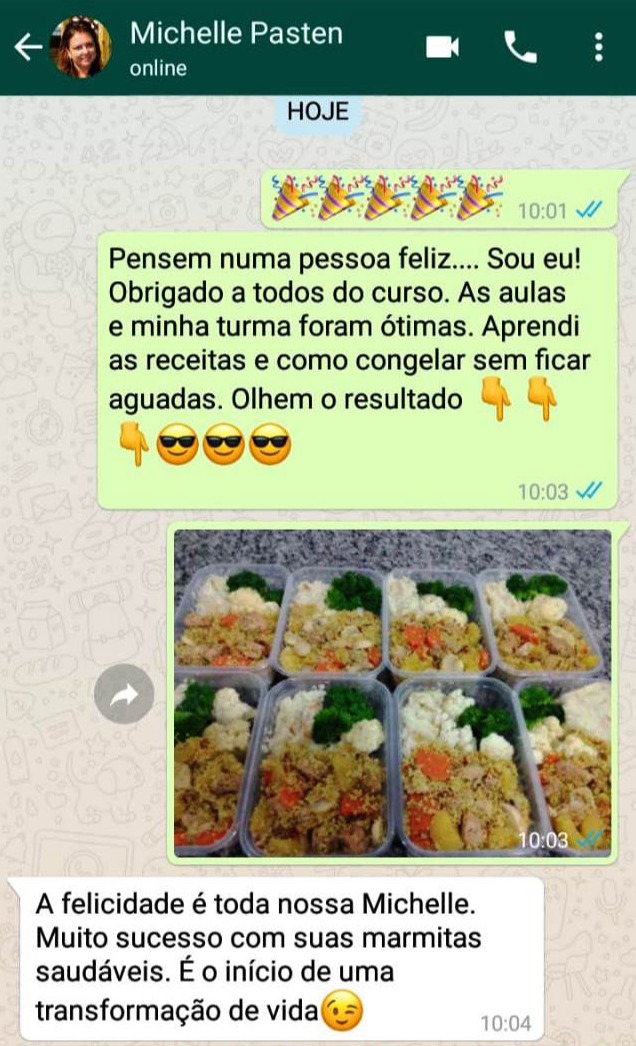 Michelle Pasten
online
HOJE
🎉🎉🎉🎉🎉 10:01
Pensem numa pessoa feliz.... Sou eu!
Obrigado a todos do curso. As aulas
e minha turma foram ótimas. Aprendi
as receitas e como congelar sem ficar
aguadas. Olhem o resultado 👇👇
👇😎😎😎
10:03
10:03
A felicidade é toda nossa Michelle.
Muito sucesso com suas marmitas
saudáveis. É o início de uma
transformação de vida😉
10:04